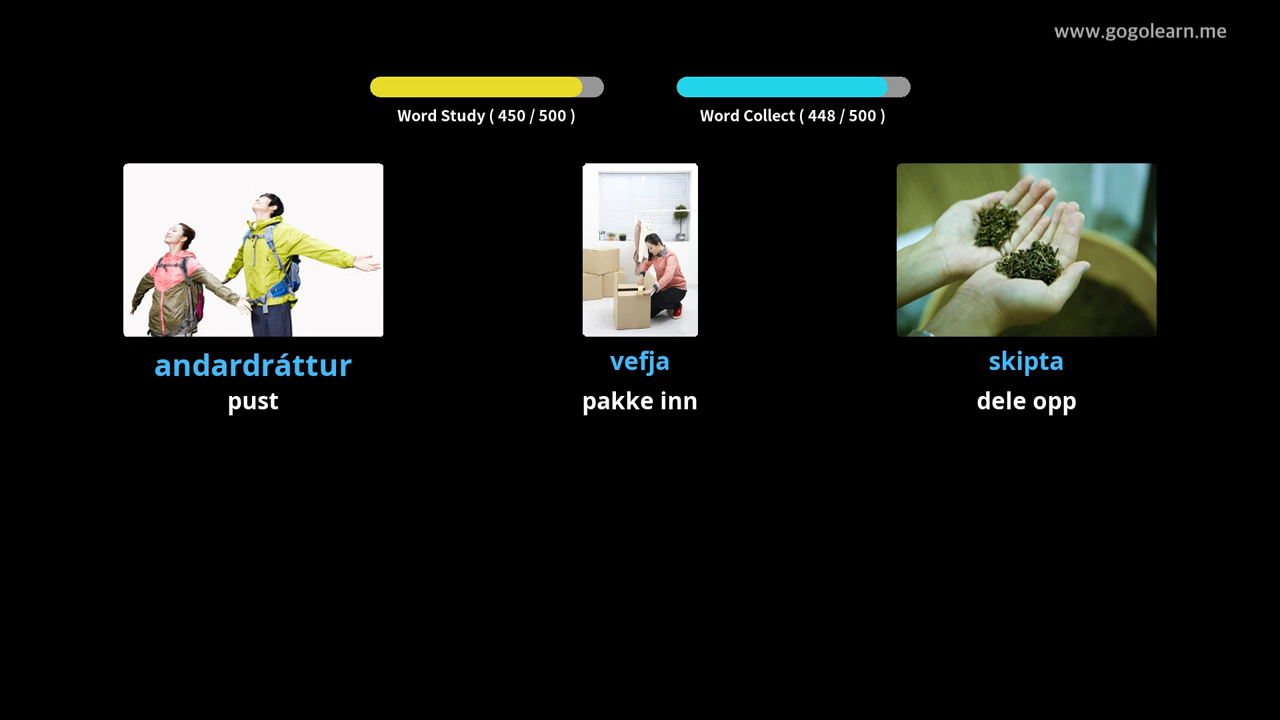 www.gogolearn.me
Word Study ( 450 / 500 )
Word Collect ( 448 / 500 )
andardráttur
pust
vefja
pakke inn
skipta
dele opp